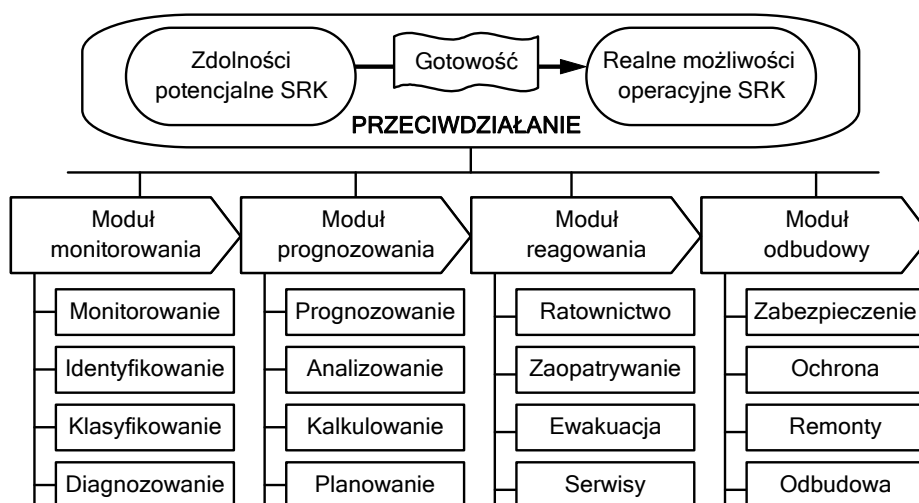 Zdolności
potencjalne SRK
Gotowość
Realne możliwości
operacyjne SRK
PRZECIWDZIAŁANIE
Moduł
monitorowania
Moduł
prognozowania
Moduł
reagowania
Moduł
odbudowy
Monitorowanie
Identyfikowanie
Klasyfikowanie
Diagnozowanie
Prognozowanie
Analizowanie
Kalkulowanie
Planowanie
Ratownictwo
Zaopatrywanie
Ewakuacja
Serwisy
Zabezpieczenie
Ochrona
Remonty
Odbudowa